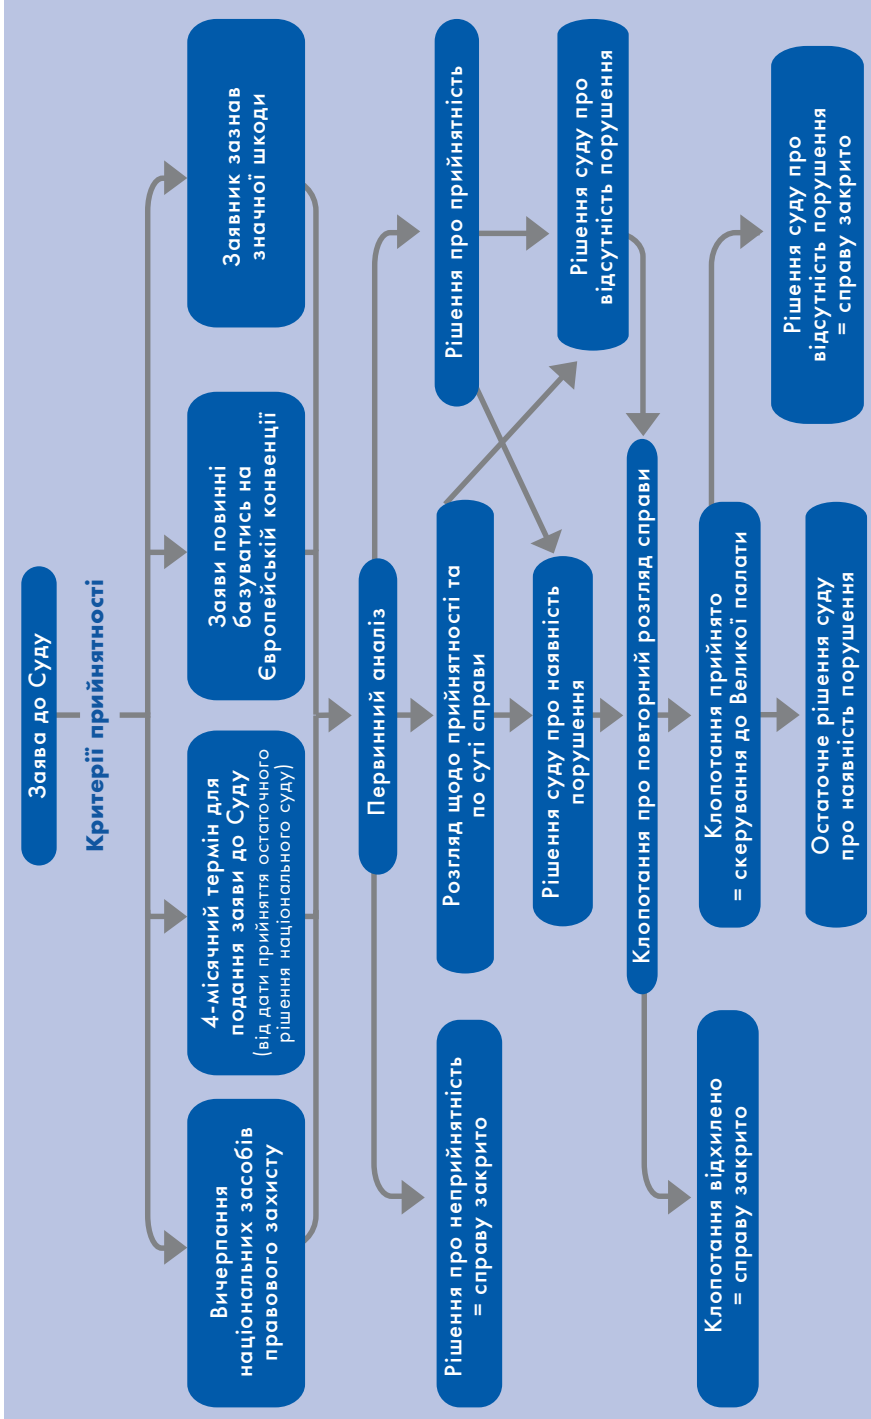 Заява до Суду
Критерії прийнятності
Вичерпання
національних засобів
правового захисту
4-місячний термін для
подання заяви до Суду
(від дати прийняття остаточного
рішення національного суду)
Заяви повинні
базуватись на
Європейській конвенції
Заявник зазнав
значної шкоди
Первинний аналіз
Рішення про неприйнятність
= справу закрито
Розгляд щодо прийнятності та
по суті справи
Рішення про прийнятність
Рішення суду про наявність
порушення
Рішення суду про
відсутність порушення
Клопотання про повторний розгляд справи
Клопотання відхилено
= справу закрито
Клопотання прийнято
= скерування до Великої палати
Рішення суду про
відсутність порушення
= справу закрито
Остаточне рішення суду
про наявність порушення